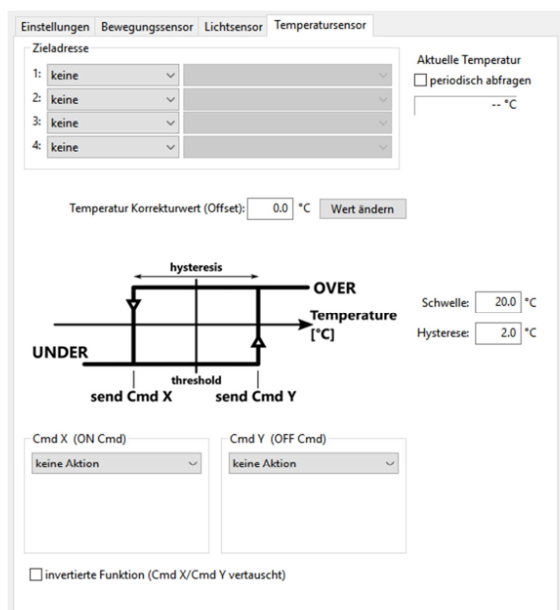 Einstellungen Bewegungssensor Lichtsensor Temperatursensor
Zieladresse
1: keine
2: keine
3: keine
4: keine
Aktuelle Temperatur
periodisch abfragen
-- °C
Temperatur Korrekturwert (Offset): 0.0 °C Wert ändern
hysteresis
OVER
Temperature
[°C]
UNDER
threshold
send Cmd X send Cmd Y
Schwelle: 20.0 °C
Hysterese: 2.0 °C
Cmd X (ON Cmd)
keine Aktion
Cmd Y (OFF Cmd)
keine Aktion
invertierte Funktion (Cmd X/Cmd Y vertauscht)